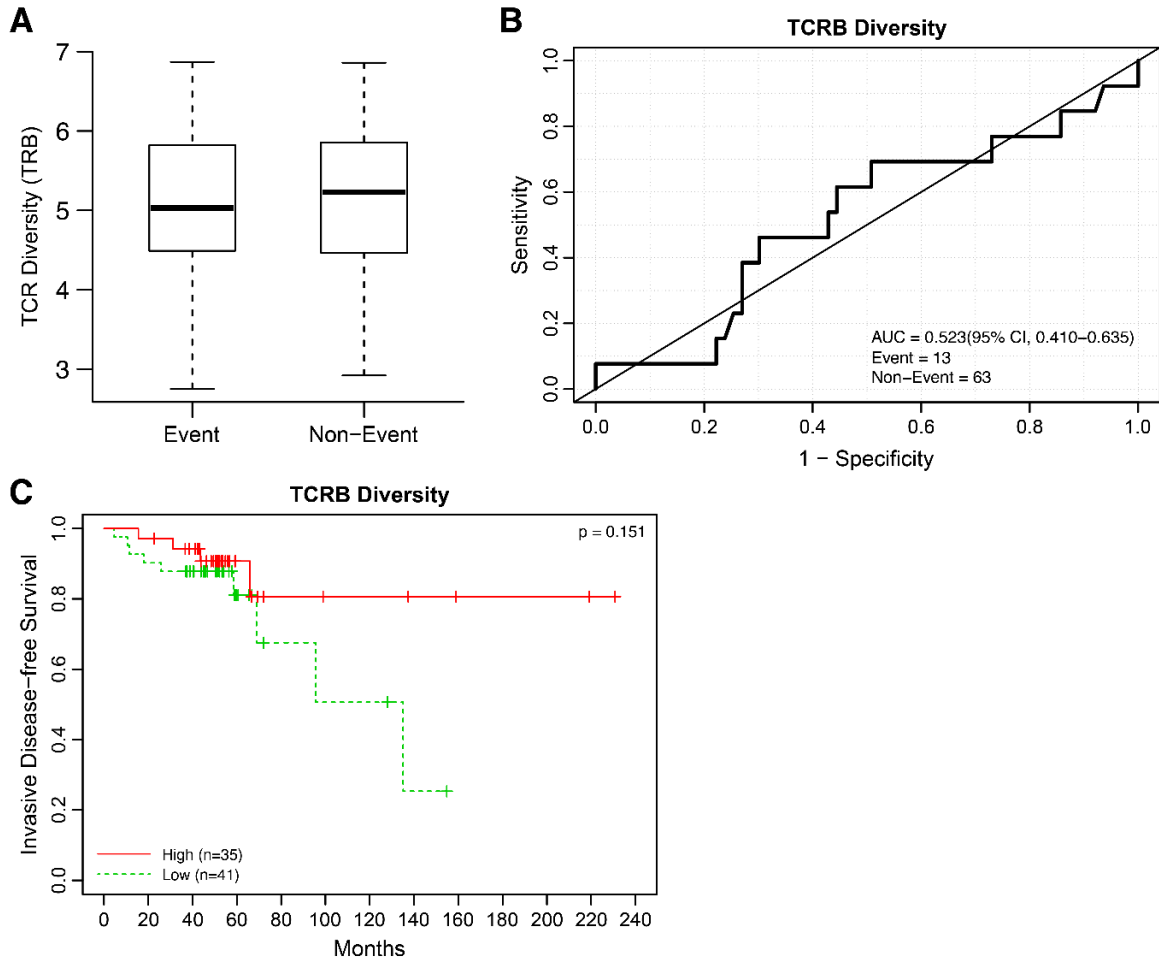 A
TCR Diversity (TRB)
7
6
5
4
3
Event
Non−Event
B
TCRB Diversity
Sensitivity
1.0
0.8
0.6
0.4
0.2
0.0
AUC = 0.523(95% CI, 0.410−0.635)
Event = 13
Non−Event = 63
0.0 0.2 0.4 0.6 0.8 1.0
1 − Specificity
C
TCRB Diversity
Invasive Disease−free Survival
1.0
0.8
0.6
0.4
0.2
0.0
p = 0.151
High (n=35)
Low (n=41)
0 20 40 60 80 100 120 140 160 180 200 220 240
Months